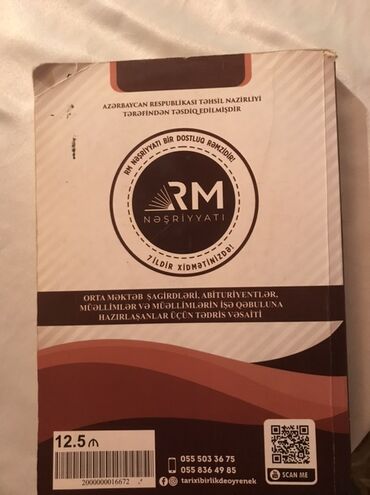 AZƏRBAYCAN RESPUBLİKASI TƏHSİL NAZİRLİYİ
TƏRƏFİNDƏN TƏSDİQ EDİLMİŞDİR
RM NƏŞRİYYATI BİR DOSTLUQ RƏMZİDİR!
RM
NƏŞRİYYATI
7 İLDİR XİDMƏTİNİZDƏ!
ORTA MƏKTƏB ŞAGİRDLƏRİ, ABİTURİYENTLƏR,
MÜƏLLİMLƏR VƏ MÜƏLLİMLƏRİN İŞƏ QƏBULUNA
HAZIRLAŞANLAR ÜÇÜN TƏDRİS VƏSAİTİ
12.5 ₼
2000000016672
055 503 36 75
055 836 49 85
tarixibirlikdeoyrenek
SCAN ME